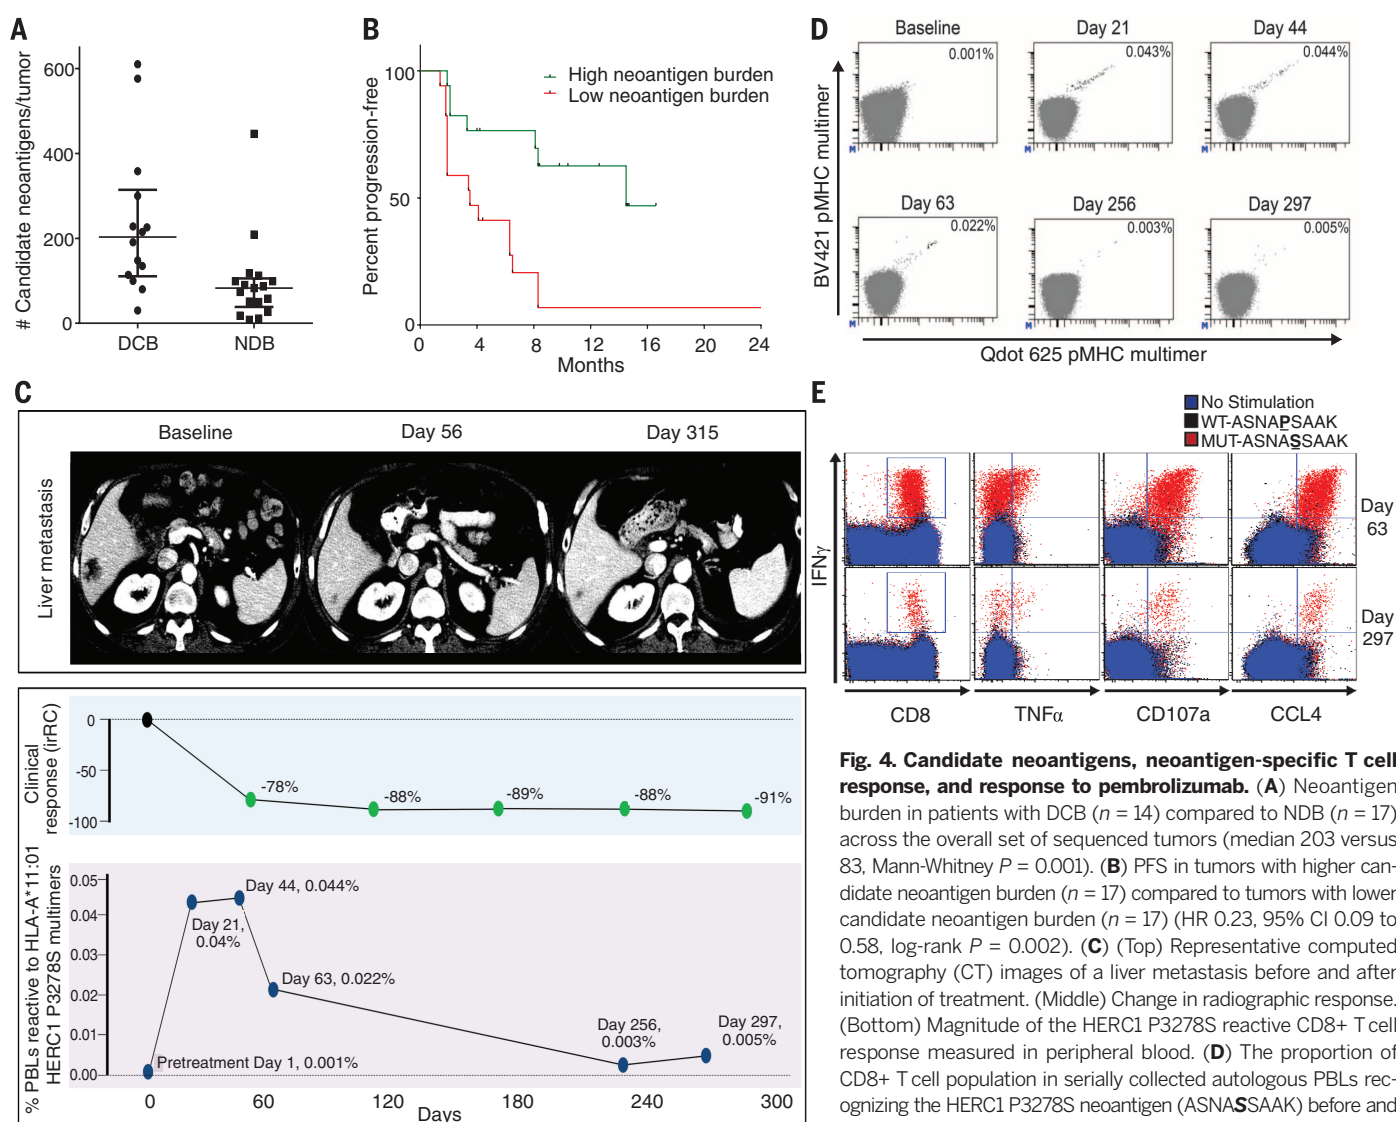 A
# Candidate neoantigens/tumor
600
400
200
0
DCB
NDB
B
Percent progression-free
100
50
0
High neoantigen burden
Low neoantigen burden
0 4 8 12 16 20 24
Months
C
Liver metastasis
Baseline
Day 56
Day 315
Clinical
response (irRC)
0
-50
-100
-78%
-88%
-89%
-88%
-91%
% PBLs reactive to HLA-A*11:01
HERC1 P3278S multimers
0.05
0.04
0.03
0.02
0.01
0.00
Day 44, 0.044%
Day 21,
0.04%
Day 63, 0.022%
Pretreatment Day 1, 0.001%
Day 256,
0.003%
Day 297,
0.005%
0 60 120 180 240 300
Days
D
BV421 pMHC multimer
Baseline
0.001%
M
Day 21
0.043%
M
Day 44
0.044%
M
Day 63
0.022%
M
Day 256
0.003%
M
Day 297
0.005%
M
Qdot 625 pMHC multimer
E
No Stimulation
WT-ASNAPSAAK
MUT-ASNASSAAK
IFNγ
Day
63
Day
297
CD8
TNFα
CD107a
CCL4
Fig. 4. Candidate neoantigens, neoantigen-specific T cell
response, and response to pembrolizumab. (A) Neoantigen
burden in patients with DCB (n = 14) compared to NDB (n = 17)
across the overall set of sequenced tumors (median 203 versus
83, Mann-Whitney P = 0.001). (B) PFS in tumors with higher can-
didate neoantigen burden (n = 17) compared to tumors with lower
candidate neoantigen burden (n = 17) (HR 0.23, 95% CI 0.09 to
0.58, log-rank P = 0.002). (C) (Top) Representative computed
tomography (CT) images of a liver metastasis before and after
initiation of treatment. (Middle) Change in radiographic response.
(Bottom) Magnitude of the HERC1 P3278S reactive CD8+ T cell
response measured in peripheral blood. (D) The proportion of
CD8+ T cell population in serially collected autologous PBLs rec-
ognizing the HERC1 P3278S neoantigen (ASNASSAAK) before and